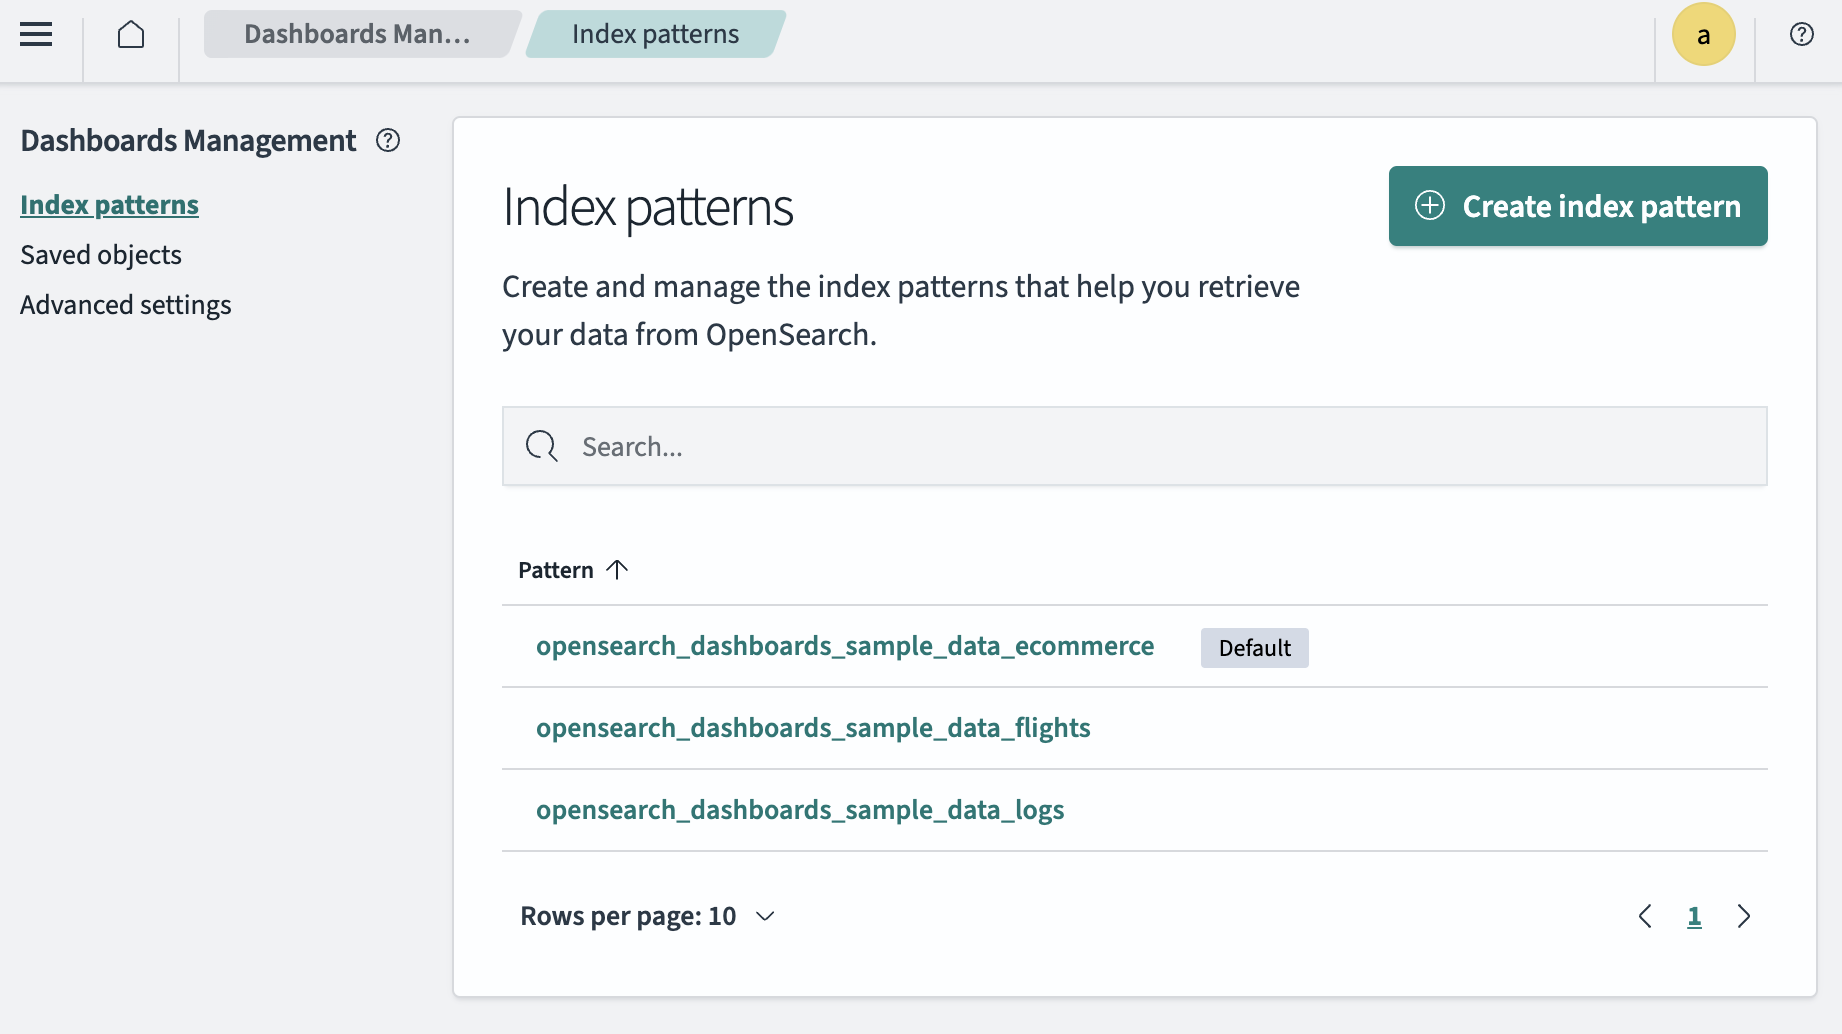 Dashboards Man...
Index patterns
a
Dashboards Management
Index patterns
Saved objects
Advanced settings
Index patterns
Create index pattern
Create and manage the index patterns that help you retrieve
your data from OpenSearch.
Search...
Pattern
opensearch_dashboards_sample_data_ecommerce Default
opensearch_dashboards_sample_data_flights
opensearch_dashboards_sample_data_logs
Rows per page: 10
1